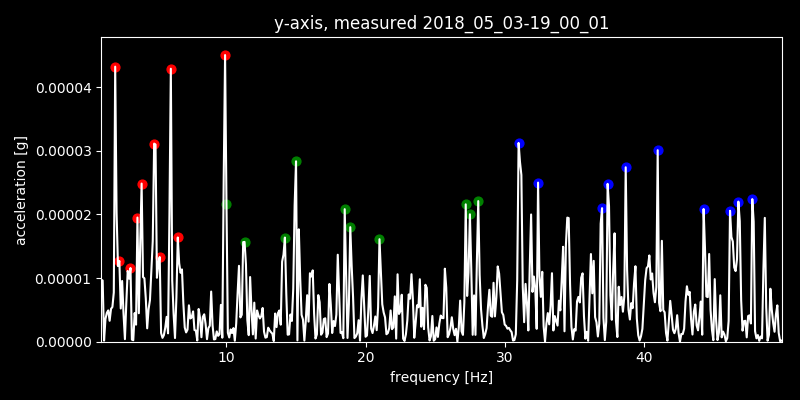 y-axis, measured 2018_05_03-19_00_01
0.00004
0.00003
0.00002
0.00001
0.00000
acceleration [g]
10 20 30 40
frequency [Hz]